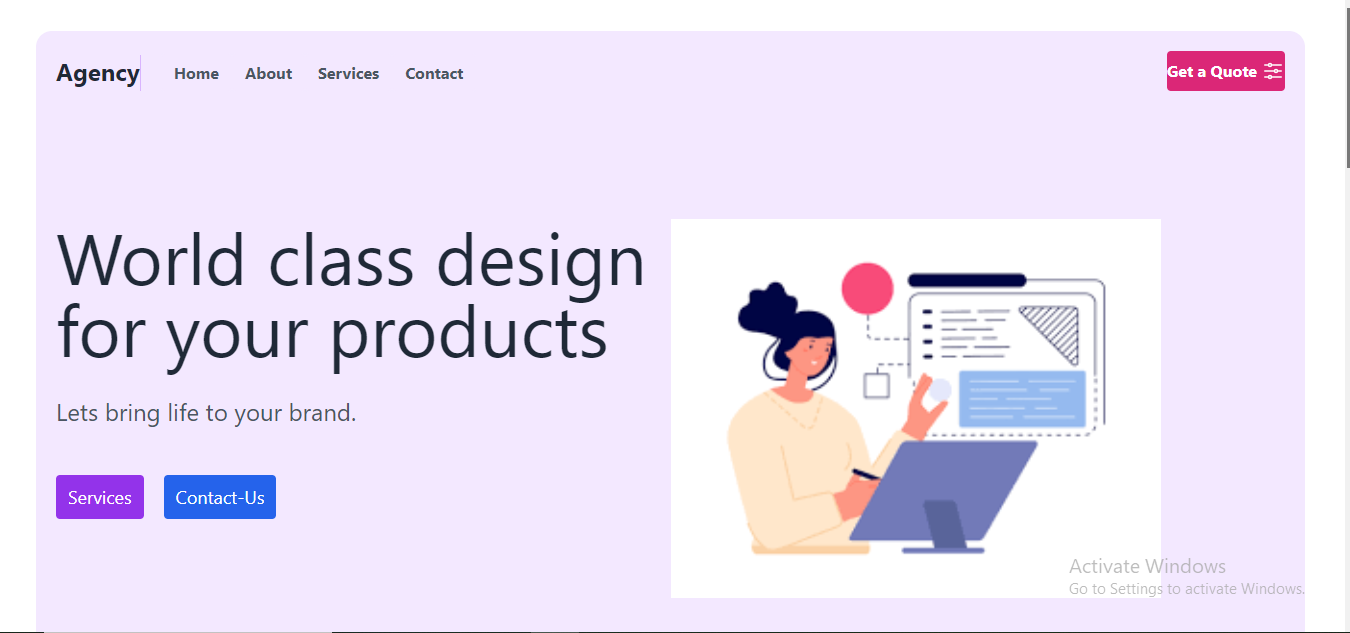 Agency
Home
About
Services
Contact
Get a Quote
World class design
for your products
Lets bring life to your brand.
Services
Contact-Us
Activate Windows
Go to Settings to activate Windows.